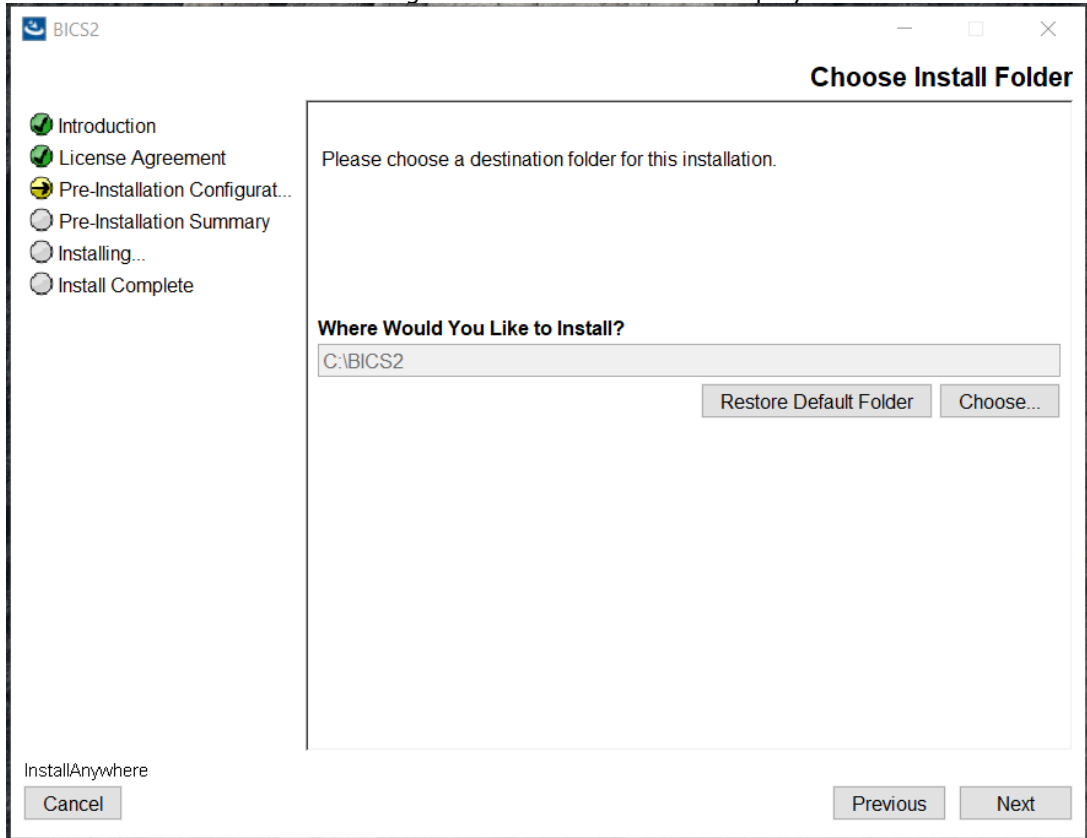 BICS2
Choose Install Folder
Introduction
License Agreement
Pre-Installation Configurat...
Pre-Installation Summary
Installing...
Install Complete
Please choose a destination folder for this installation.
Where Would You Like to Install?
C:\BICS2
Restore Default Folder
Choose...
InstallAnywhere
Cancel
Previous
Next